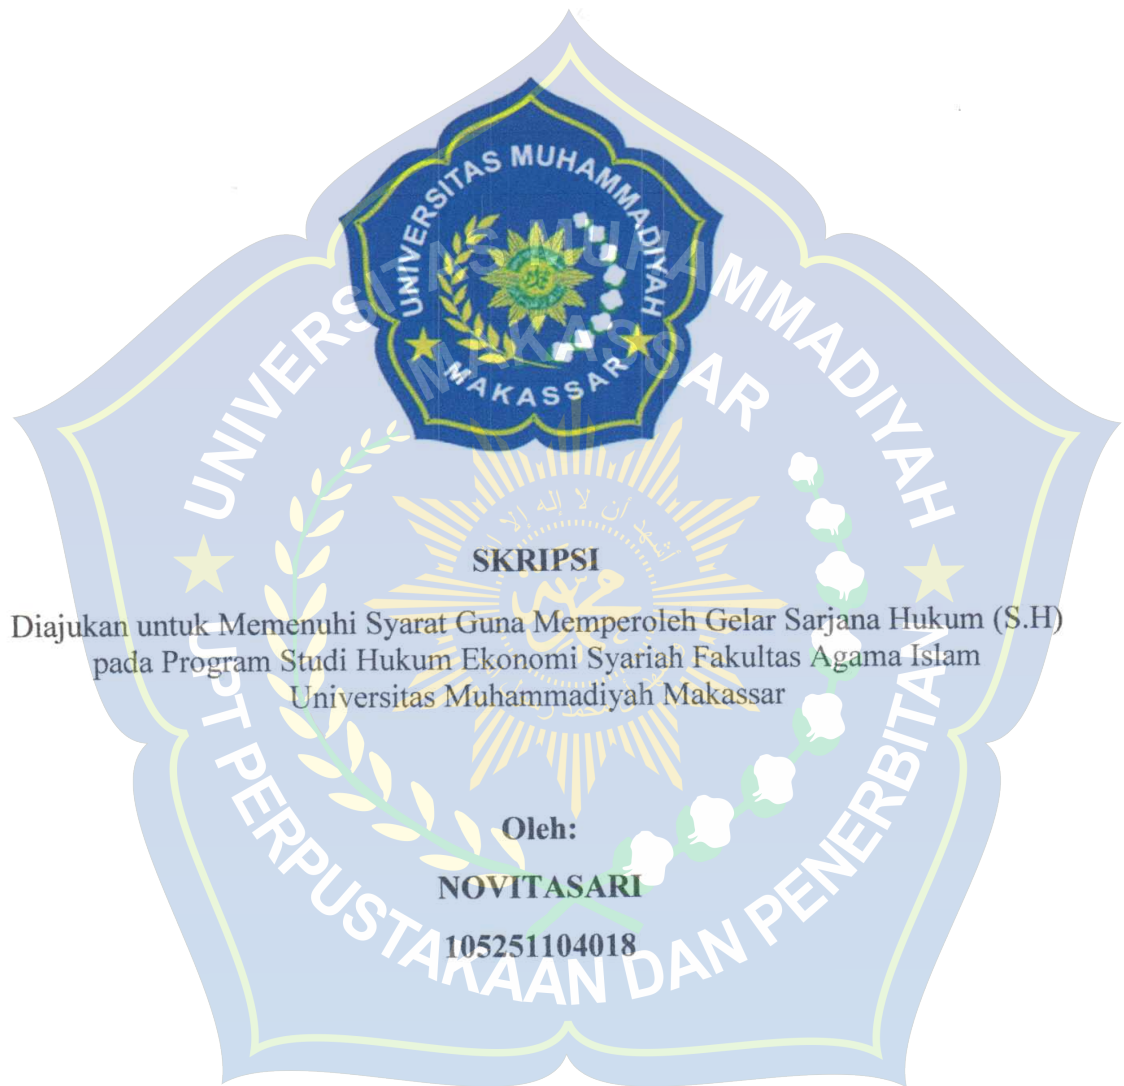 UNIVERSITAS MUHAMMADIYAH
MAKASSAR
UNIVERSITAS MUHAMMADIYAH
MAKASSAR
SKRIPSI
Diajukan untuk Memenuhi Syarat Guna Memperoleh Gelar Sarjana Hukum (S.H)
pada Program Studi Hukum Ekonomi Syariah Fakultas Agama Islam
Universitas Muhammadiyah Makassar
Oleh:
NOVITASARI
105251104018
UPT PERPUSTAKAAN DAN PENERBITAN